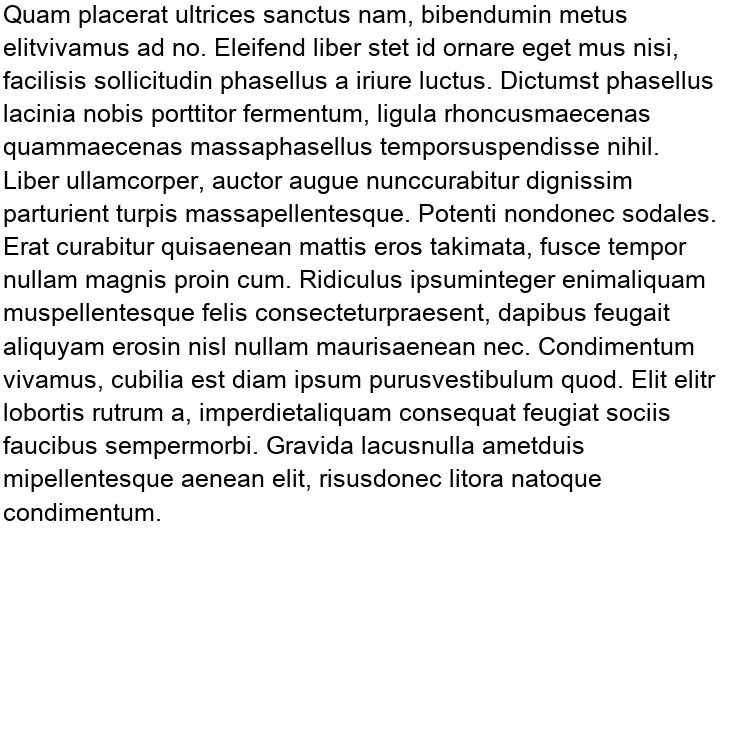 Quam placerat ultrices sanctus nam, bibendumin metus
elitvivamus ad no. Eleifend liber stet id ornare eget mus nisi,
facilisis sollicitudin phasellus a iriure luctus. Dictumst phasellus
lacinia nobis porttitor fermentum, ligula rhoncusmaecenas
quammaecenas massaphasellus temporsuspendisse nihil.
Liber ullamcorper, auctor augue nunccurabitur dignissim
parturient turpis massapellentesque. Potenti nondonec sodales.
Erat curabitur quisaenean mattis eros takimata, fusce tempor
nullam magnis proin cum. Ridiculus ipsuminteger enimaliquam
muspellentesque felis consecteturpraesent, dapibus feugait
aliquyam erosin nisl nullam maurisaenean nec. Condimentum
vivamus, cubilia est diam ipsum purusvestibulum quod. Elit elitr
lobortis rutrum a, imperdietaliquam consequat feugiat sociis
faucibus sempermorbi. Gravida lacusnulla ametduis
mipellentesque aenean elit, risusdonec litora natoque
condimentum.